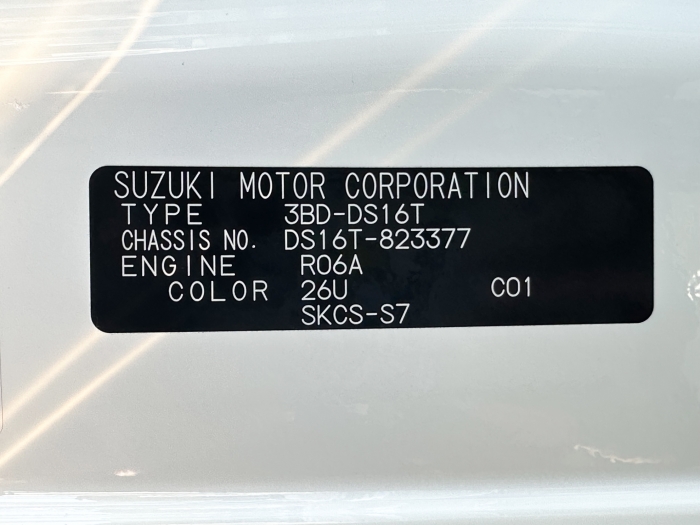 SUZUKI MOTOR CORPORATION
TYPE 3BD-DS16T
CHASSIS NO. DS16T-823377
ENGINE R06A
COLOR 26U C01
SKCS-S7